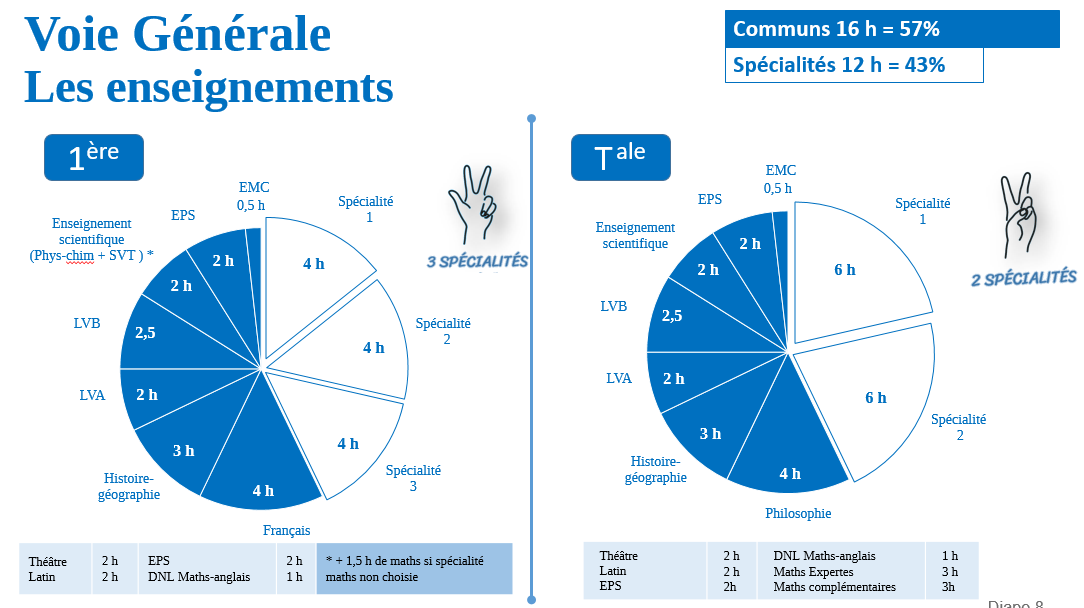 Voie Générale
Les enseignements
Communs 16 h = 57%
Spécialités 12 h = 43%
1ère
EMC
0,5 h
EPS
Enseignement
scientifique
(Phys-chim + SVT ) *
LVB
LVA
Histoire-
géographie
Français
Spécialité
1
Spécialité
2
Spécialité
3
2 h
2 h
2,5
2 h
3 h
4 h
4 h
4 h
4 h
3 SPÉCIALITÉS
Théâtre 2 h EPS 2 h
Latin 2 h DNL Maths-anglais 1 h
* + 1,5 h de maths si spécialité
maths non choisie
Tale
EMC
0,5 h
EPS
Enseignement
scientifique
LVB
LVA
Histoire-
géographie
Philosophie
Spécialité
1
Spécialité
2
2 h
2 h
2,5
2 h
3 h
4 h
6 h
6 h
2 SPÉCIALITÉS
Théâtre 2 h DNL Maths-anglais 1 h
Latin 2 h Maths Expertes 3 h
EPS 2h Maths complémentaires 3h
Diapo 8